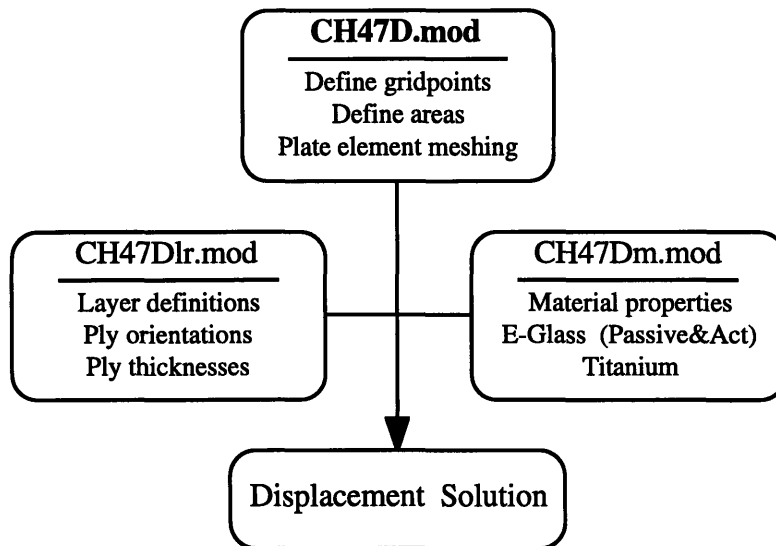 CH47D.mod
Define gridpoints
Define areas
Plate element meshing
CH47Dlr.mod
Layer definitions
Ply orientations
Ply thicknesses
CH47Dm.mod
Material properties
E-Glass (Passive&Act)
Titanium
Displacement Solution